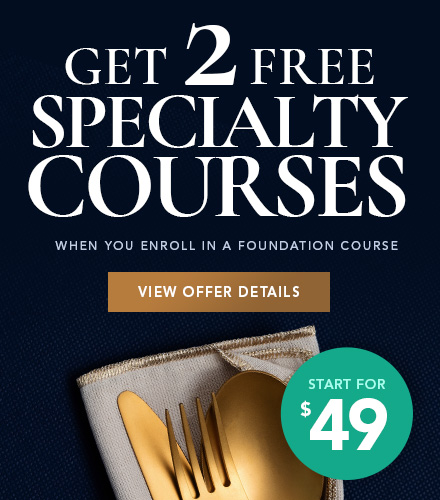 GET 2 FREE
SPECIALTY
COURSES
WHEN YOU ENROLL IN A FOUNDATION COURSE
VIEW OFFER DETAILS
START FOR
$49